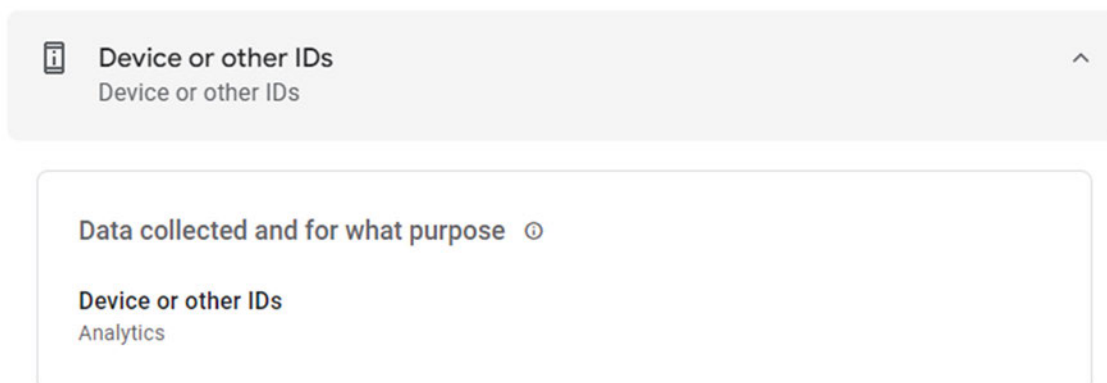 Device or other IDs
Device or other IDs
Data collected and for what purpose
Device or other IDs
Analytics